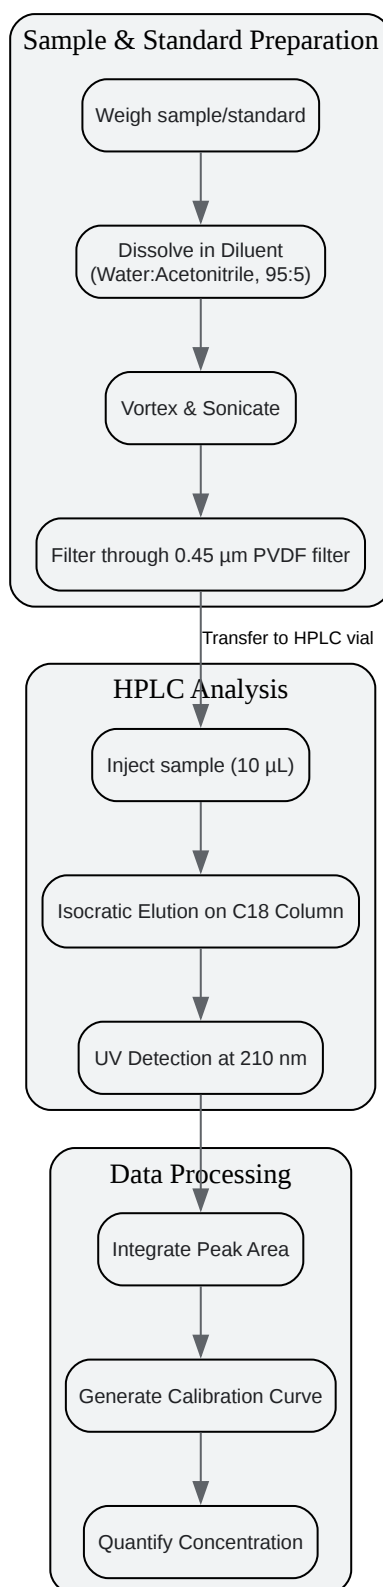 Sample & Standard Preparation
Weigh sample/standard
Dissolve in Diluent
(Water:Acetonitrile, 95:5)
Vortex & Sonicate
Filter through 0.45 µm PVDF filter
Transfer to HPLC vial
HPLC Analysis
Inject sample (10 µL)
Isocratic Elution on C18 Column
UV Detection at 210 nm
Data Processing
Integrate Peak Area
Generate Calibration Curve
Quantify Concentration